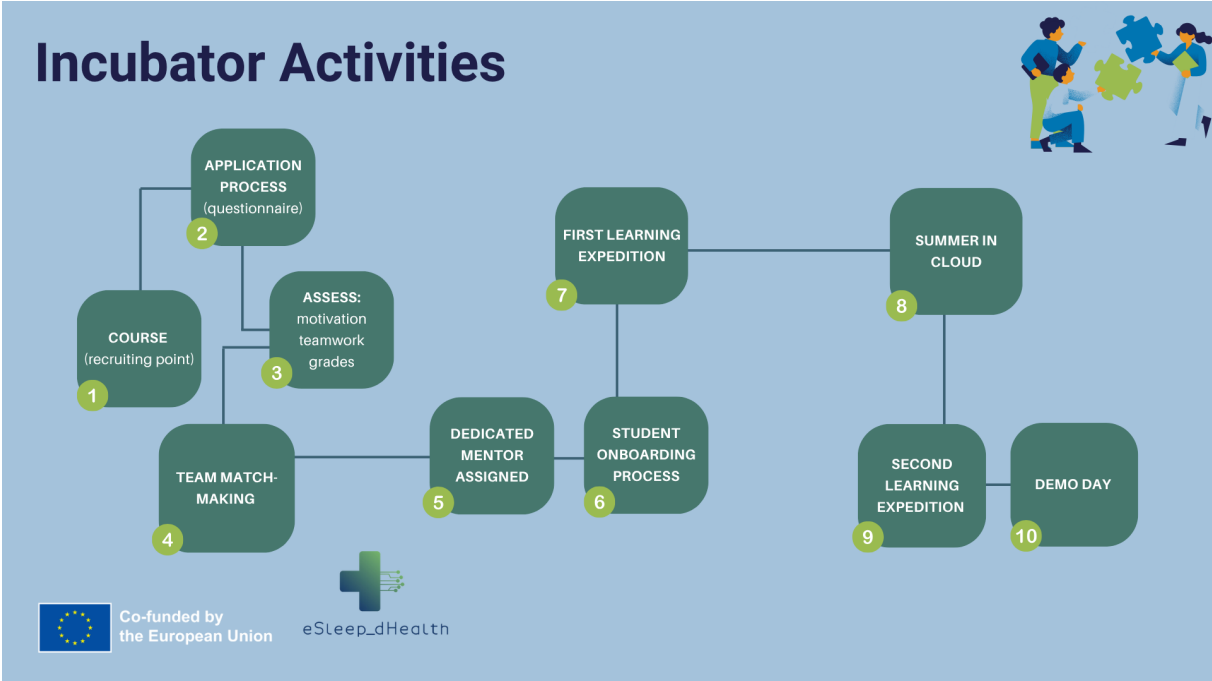 Incubator Activities
1
COURSE
(recruiting point)
2
APPLICATION
PROCESS
(questionnaire)
3
ASSESS:
motivation
teamwork
grades
4
TEAM MATCH-
MAKING
5
DEDICATED
MENTOR
ASSIGNED
6
STUDENT
ONBOARDING
PROCESS
7
FIRST LEARNING
EXPEDITION
8
SUMMER IN
CLOUD
9
SECOND
LEARNING
EXPEDITION
10
DEMO DAY
Co-funded by
the European Union
eSleep_dHealth